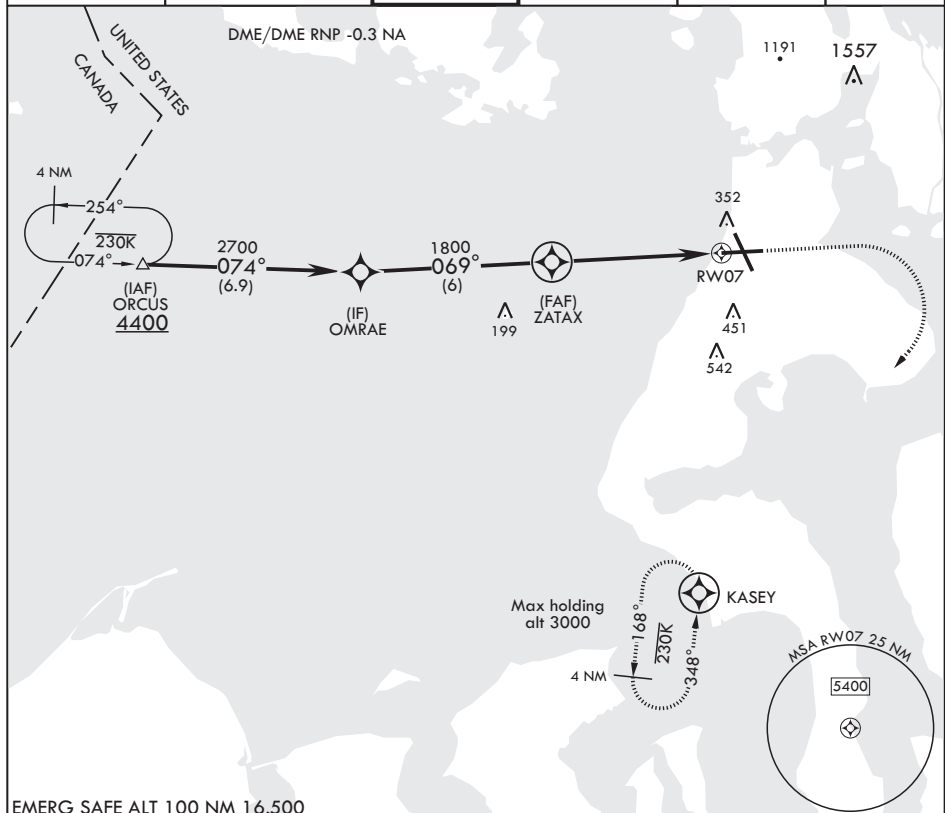 DME/DME RNP -0.3 NA
UNITED STATES
CANADA
1191
1557
4 NM
254°
230K
074°
(IAF)
ORCUS
4400
2700
074°
(6.9)
(IF)
OMRAE
1800
069°
(6)
(FAF)
ZATAX
199
352
RW07
451
542
Max holding
alt 3000
168°
230K
348°
4 NM
KASEY
MSA RW07 25 NM
5400
EMERG SAFE ALT 100 NM 16,500